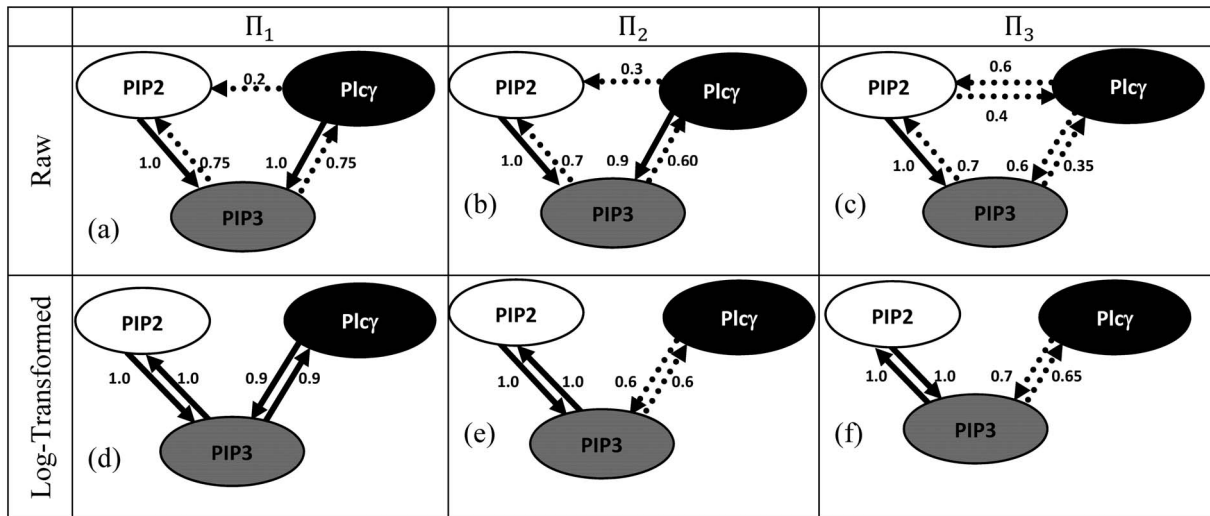 Π₁ Π₂ Π₃
Raw
PIP2 0.2 Plcγ
1.0 0.75 1.0 0.75
(a) PIP3
PIP2 0.3 Plcγ
1.0 0.7 0.9 0.60
(b) PIP3
PIP2 0.6 Plcγ
0.4
1.0 0.7 0.6 0.35
(c) PIP3
Log-Transformed
PIP2 Plcγ
1.0 1.0 0.9 0.9
(d) PIP3
PIP2 Plcγ
1.0 1.0 0.6 0.6
(e) PIP3
PIP2 Plcγ
1.0 1.0 0.7 0.65
(f) PIP3